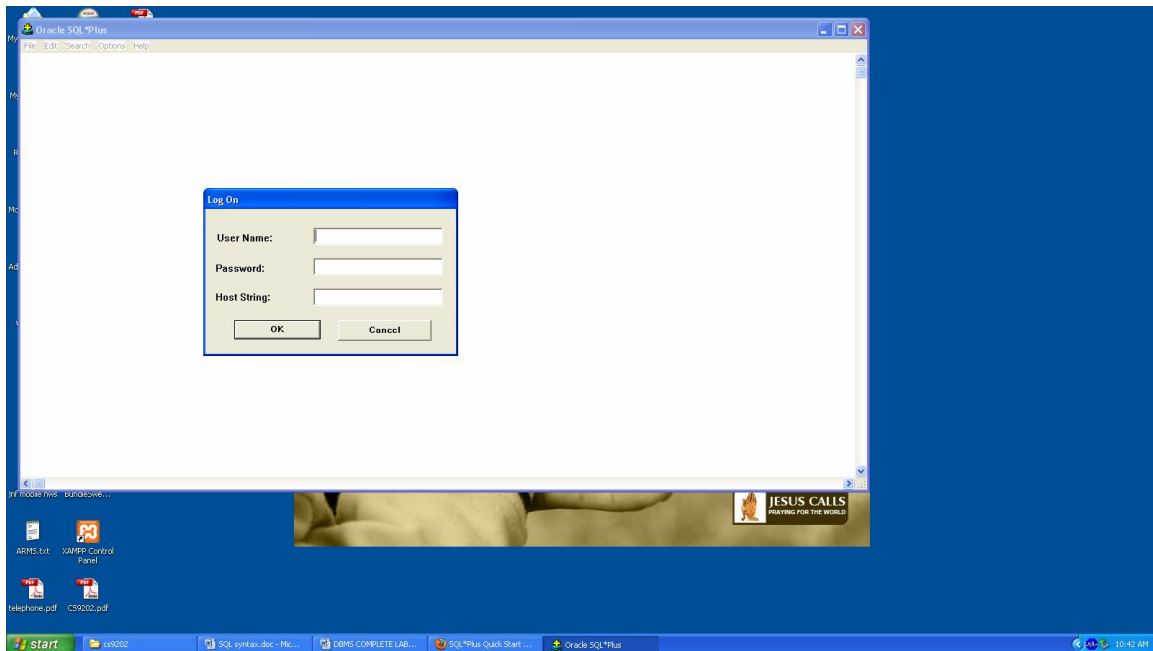 Oracle SQL*Plus
File Edit Search Options Help
Log On
User Name:
Password:
Host String:
OK
Cancel
JESUS CALLS
PRAYING FOR THE WORLD
ARMS.txt
XAMPP Control
Panel
telephone.pdf
CS9202.pdf
start
cs9202
SQL syntax.doc - Mic...
DBMS COMPLETE LAB...
SQL*Plus Quick Start ...
Oracle SQL*Plus
10:42 AM